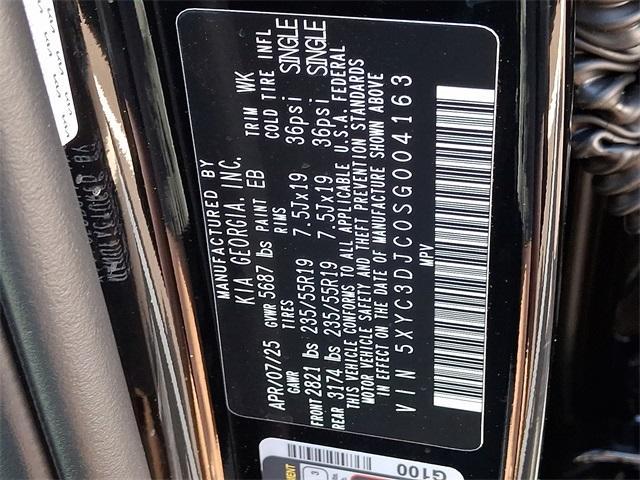 MANUFACTURED BY
KIA GEORGIA, INC.
APR/07/25 GVWR 5687 lbs PAINT EB TRIM WK
GAWR TIRES RIMS COLD TIRE INFL
FRONT 2821 lbs 235/55R19 7.5Jx19 36psi SINGLE
REAR 3174 lbs 235/55R19 7.5Jx19 36psi SINGLE
THIS VEHICLE CONFORMS TO ALL APPLICABLE U.S.A. FEDERAL
MOTOR VEHICLE SAFETY AND THEFT PREVENTION STANDARDS
IN EFFECT ON THE DATE OF MANUFACTURE SHOWN ABOVE
VIN 5XYC3DJC0SG004163
MPV
G100